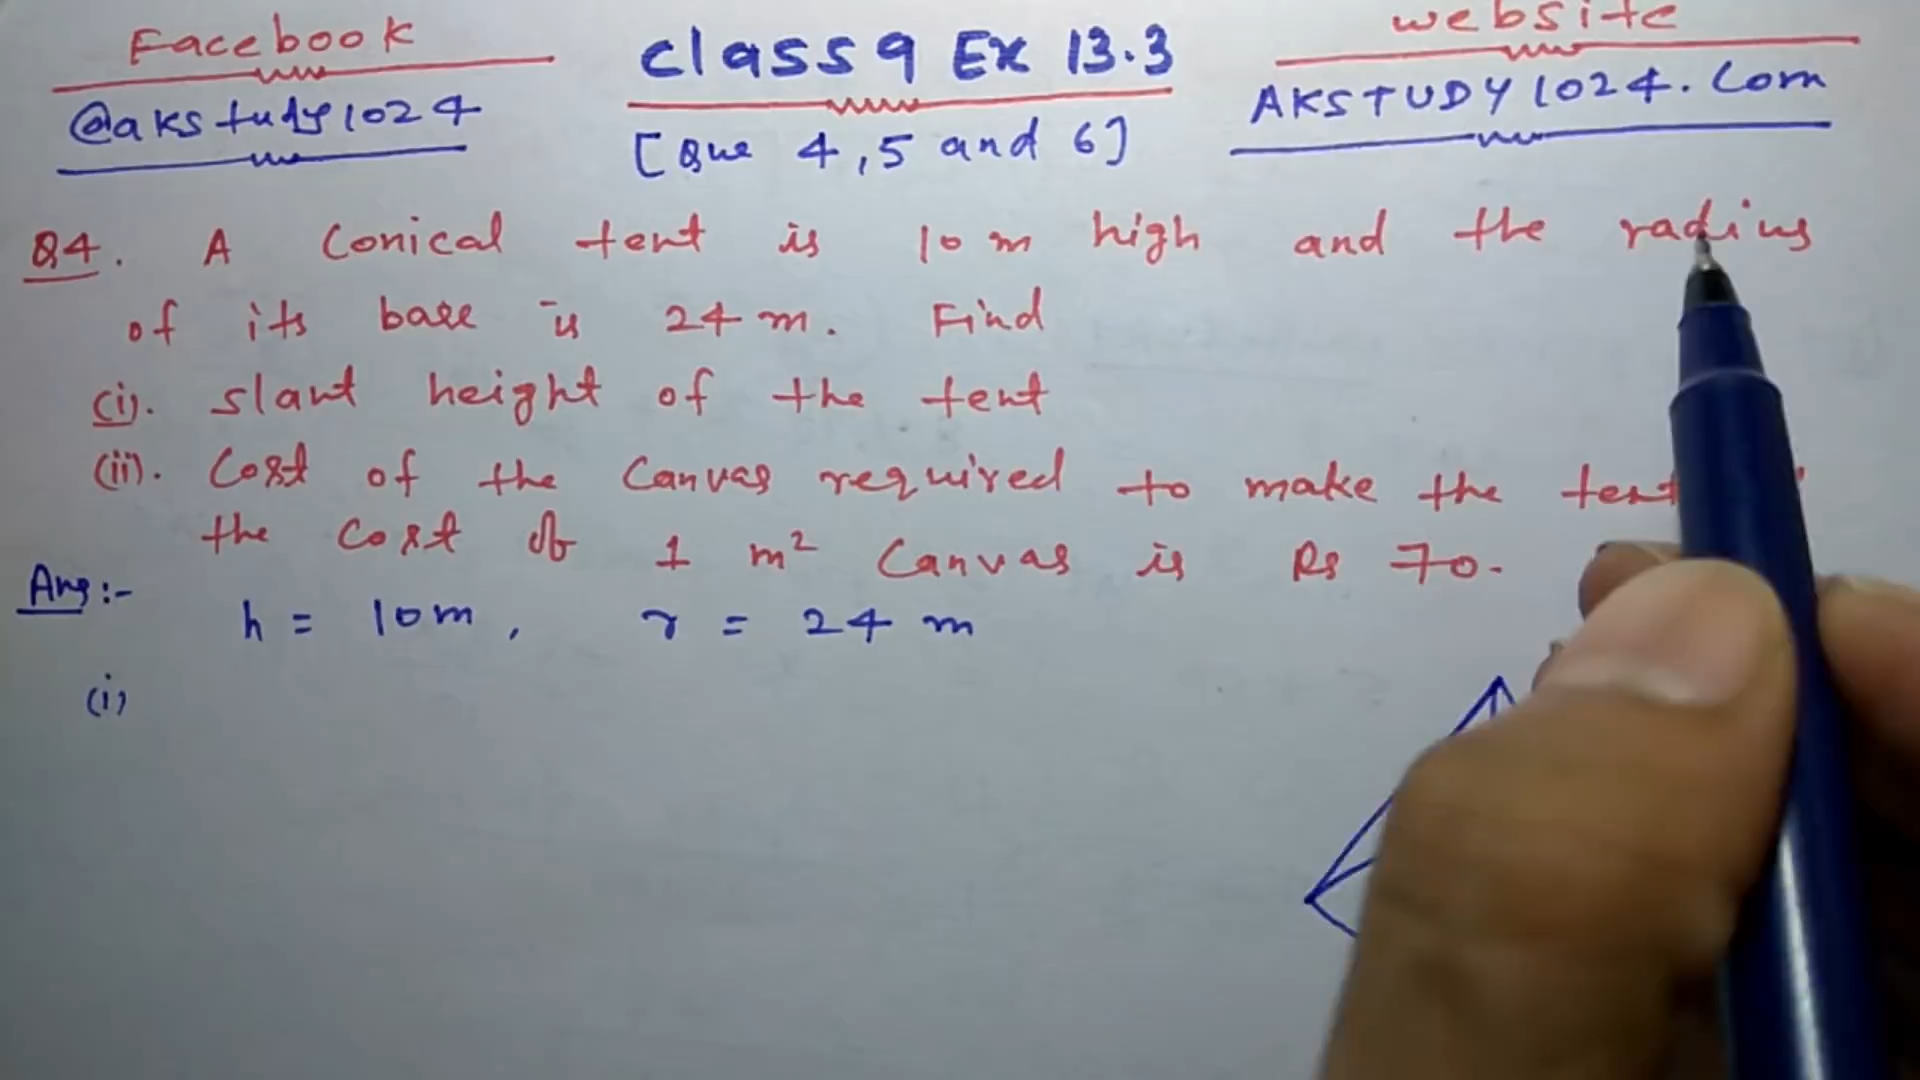 Facebook
@akstudy1024
class 9 Ex 13.3
[Que 4,5 and 6]
website
AKSTUDY1024.Com
Q4. A Conical tent is 10 m high and the radius
of its base is 24 m. Find
(i). slant height of the tent
(ii). Cost of the Canvas required to make the tent
the Cost of 1 m² Canvas is Rs 70.
Ans:-
h = 10m, r = 24 m
(i)